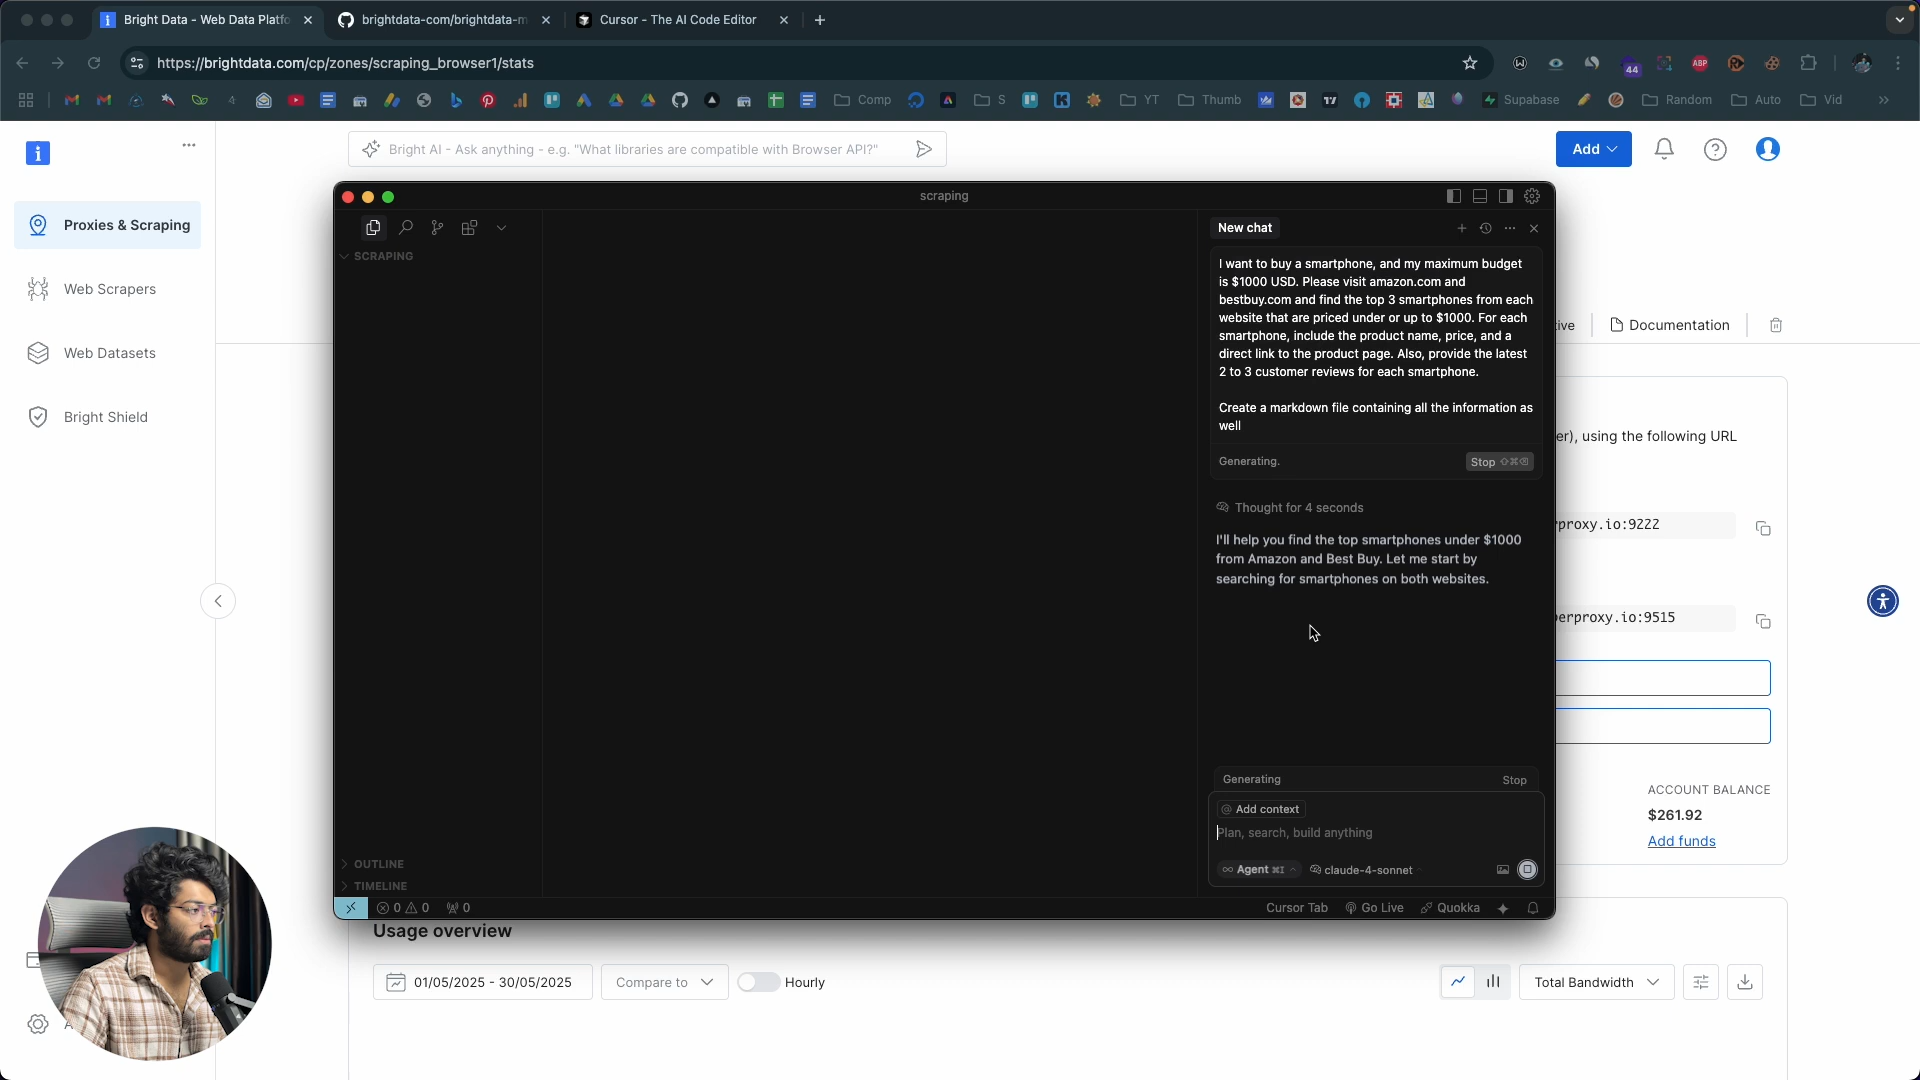 Bright Data - Web Data Platfo
brightdata-com/brightdata-m
Cursor - The AI Code Editor
https://brightdata.com/cp/zones/scraping_browser1/stats
44
ABP
Comp
S
YT
Thumb
Supabase
Random
Auto
Vid
Bright AI - Ask anything - e.g. "What libraries are compatible with Browser API?"
Add
Proxies & Scraping
Web Scrapers
Web Datasets
Bright Shield
scraping
SCRAPING
OUTLINE
TIMELINE
New chat
I want to buy a smartphone, and my maximum budget
is $1000 USD. Please visit amazon.com and
bestbuy.com and find the top 3 smartphones from each
website that are priced under or up to $1000. For each
smartphone, include the product name, price, and a
direct link to the product page. Also, provide the latest
2 to 3 customer reviews for each smartphone.
Create a markdown file containing all the information as
well
Generating.
Stop ⇧⌘⌫
Thought for 4 seconds
I'll help you find the top smartphones under $1000
from Amazon and Best Buy. Let me start by
searching for smartphones on both websites.
Generating
Stop
@ Add context
Plan, search, build anything
∞ Agent ⌘I
claude-4-sonnet
0 0
0
Cursor Tab
Go Live
Quokka
tive
Documentation
er), using the following URL
rproxy.io:9222
erproxy.io:9515
ACCOUNT BALANCE
$261.92
Add funds
Usage overview
01/05/2025 - 30/05/2025
Compare to
Hourly
Total Bandwidth